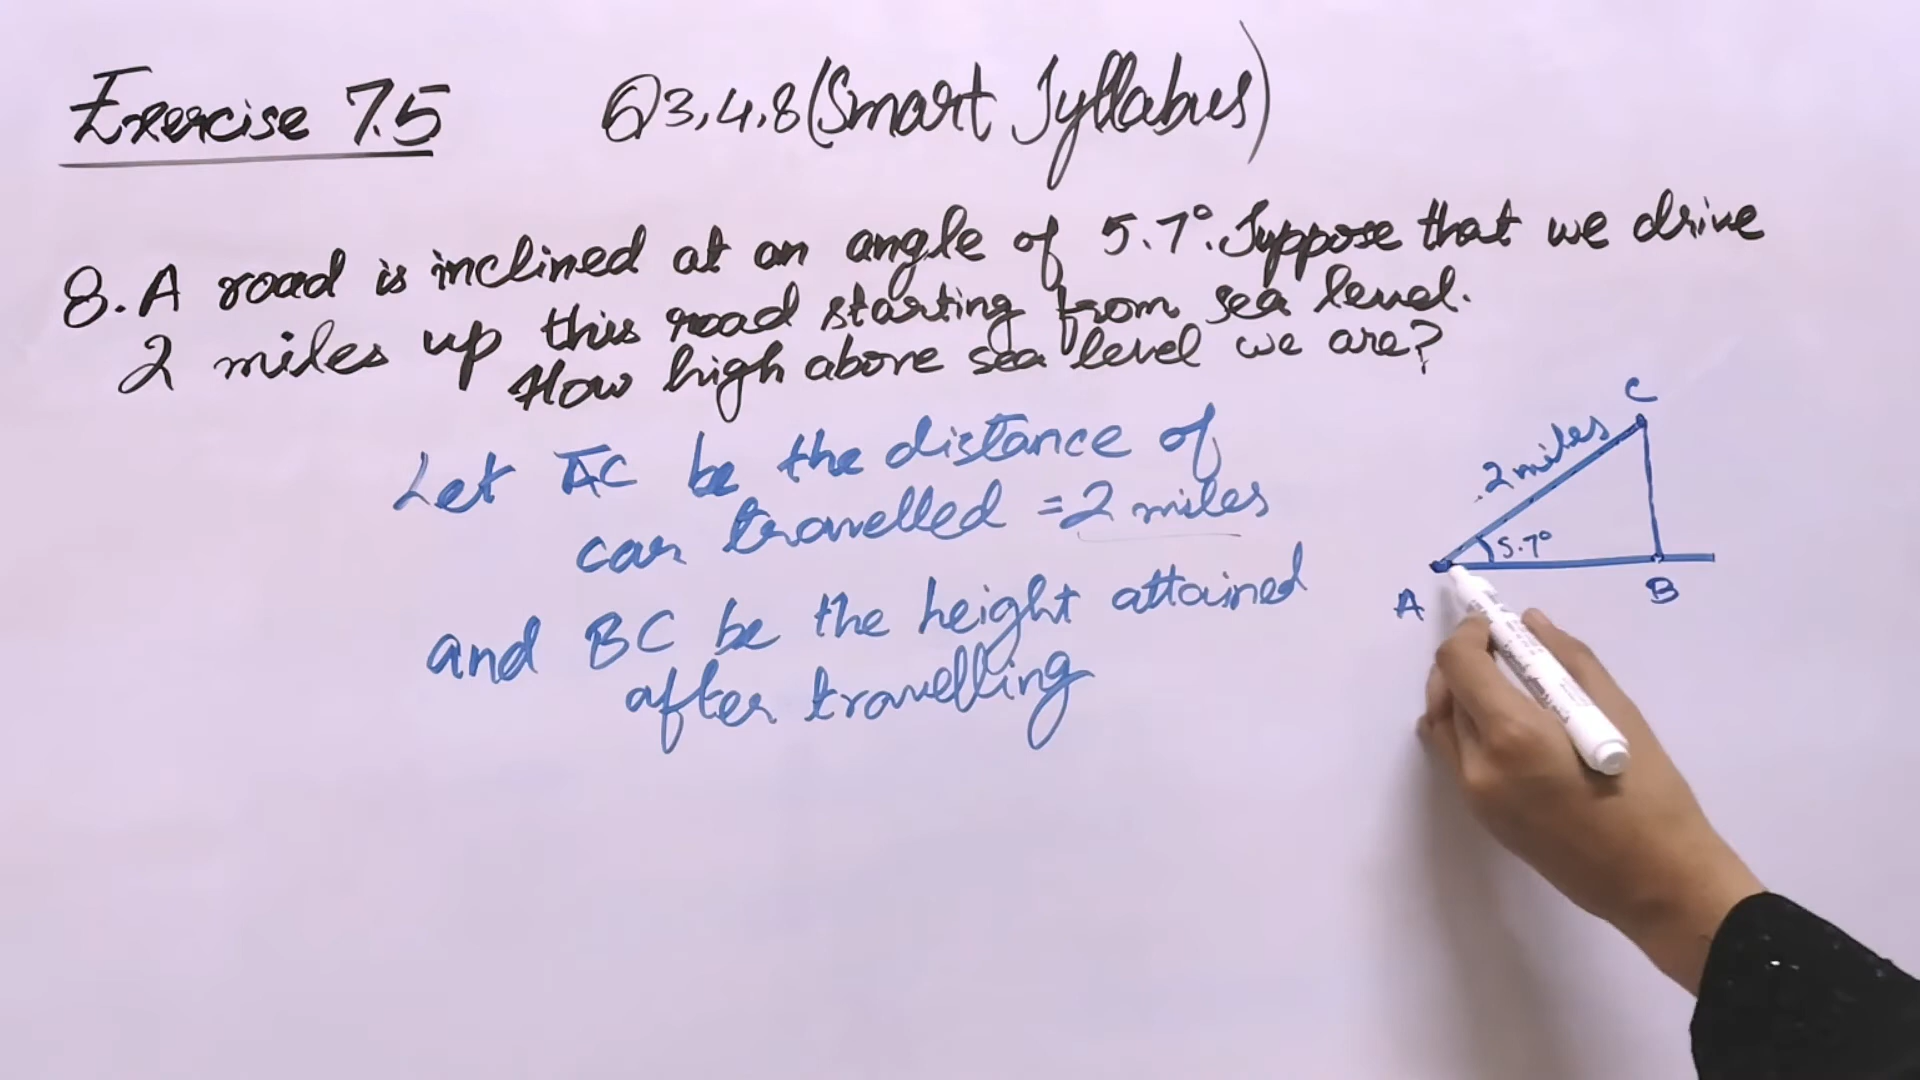 Exercise 7.5
Q3,4,8 (Smart Syllabus)
8. A road is inclined at an angle of 5.7°. Suppose that we drive
2 miles up this road starting from sea level.
How high above sea level we are?
Let AC be the distance of
car travelled = 2 miles
and BC be the height attained
after travelling
C
2 miles
5.7°
A
B